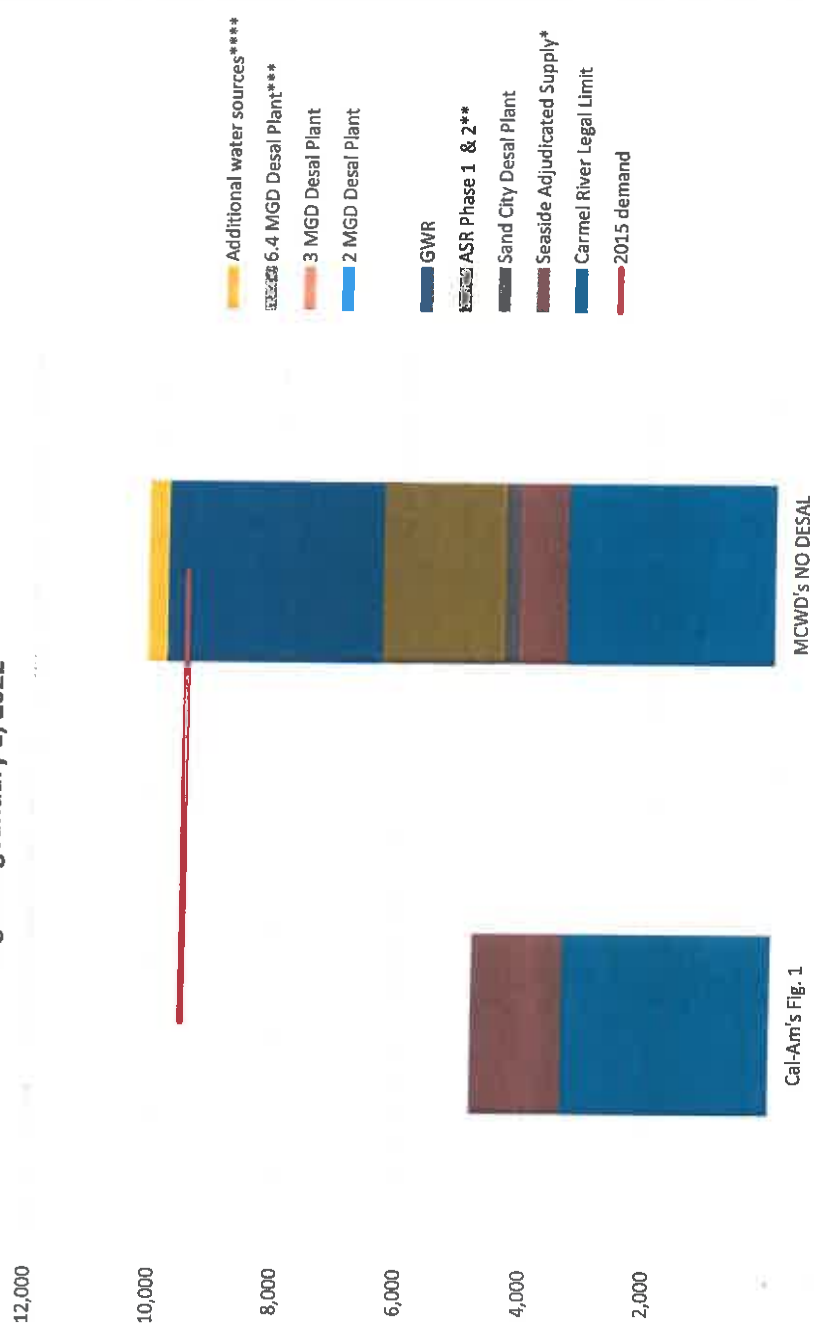 12,000
10,000
8,000
6,000
4,000
2,000
Additional water sources****
6.4 MGD Desal Plant***
3 MGD Desal Plant
2 MGD Desal Plant
GWR
ASR Phase 1 & 2**
Sand City Desal Plant
Seaside Adjudicated Supply*
Carmel River Legal Limit
2015 demand
Cal-Am's Fig. 1
MCWD's NO DESAL